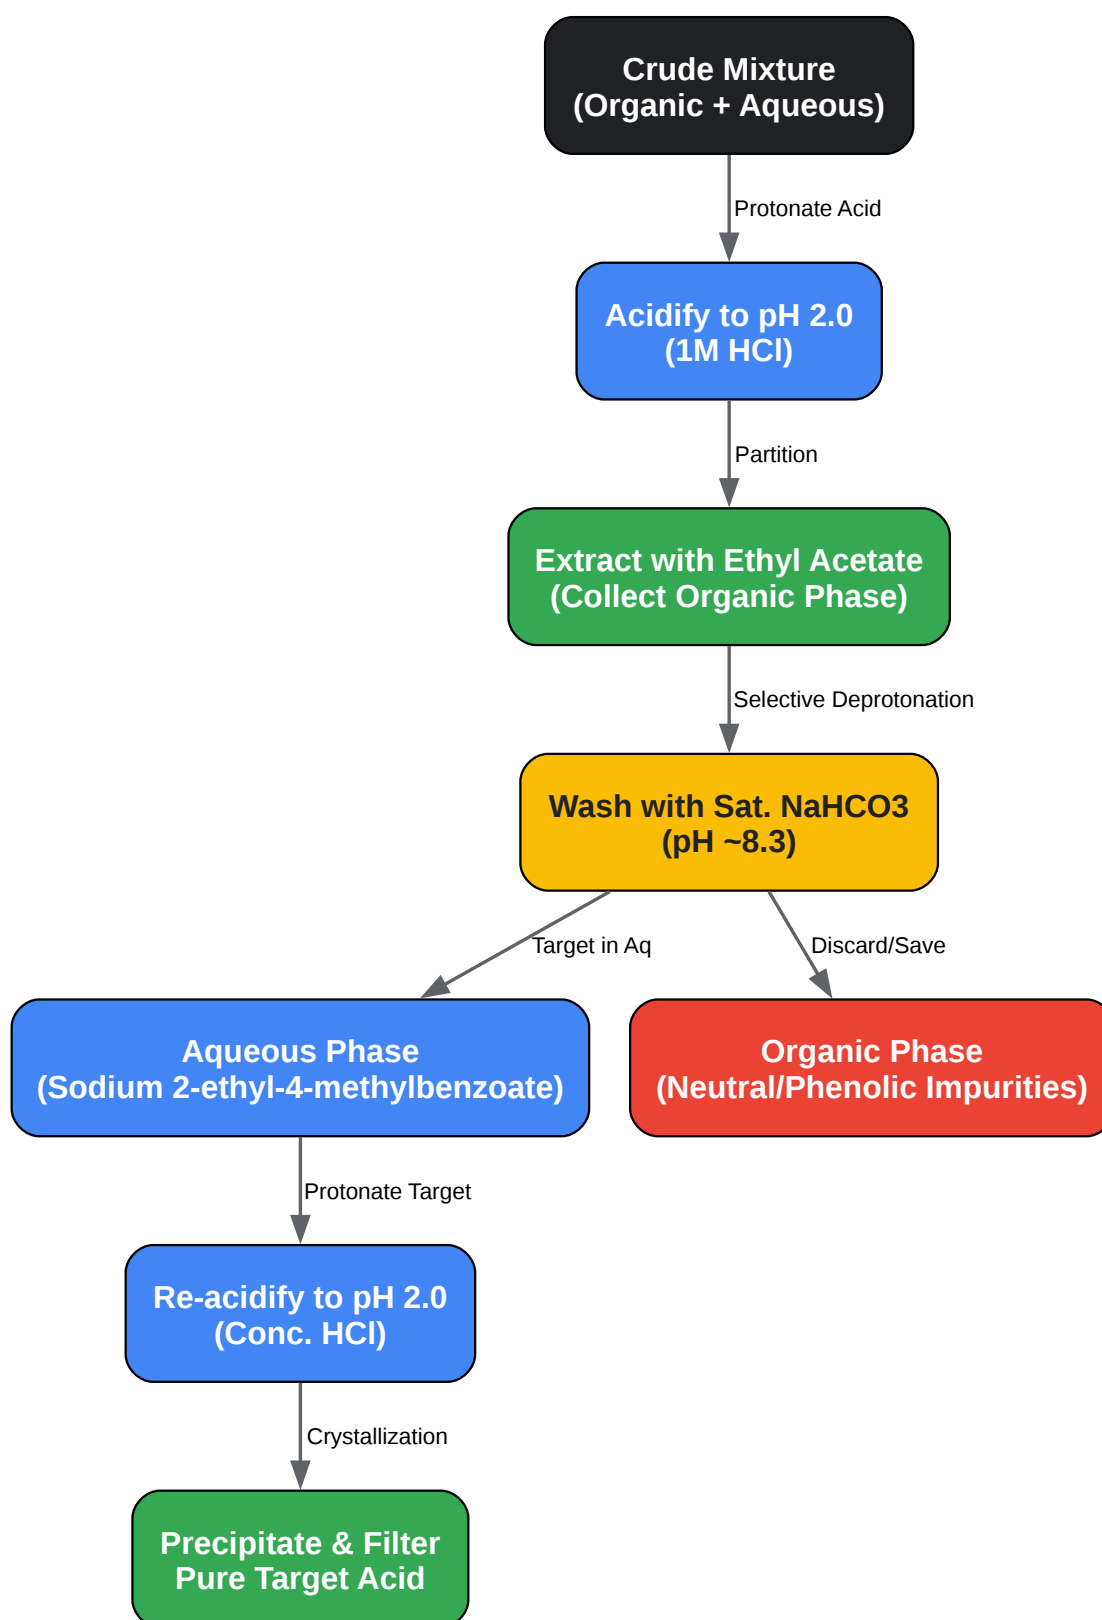 Crude Mixture
(Organic + Aqueous)
Protonate Acid
Acidify to pH 2.0
(1M HCl)
Partition
Extract with Ethyl Acetate
(Collect Organic Phase)
Selective Deprotonation
Wash with Sat. NaHCO3
(pH ~8.3)
Target in Aq
Discard/Save
Aqueous Phase
(Sodium 2-ethyl-4-methylbenzoate)
Organic Phase
(Neutral/Phenolic Impurities)
Protonate Target
Re-acidify to pH 2.0
(Conc. HCl)
Crystallization
Precipitate & Filter
Pure Target Acid